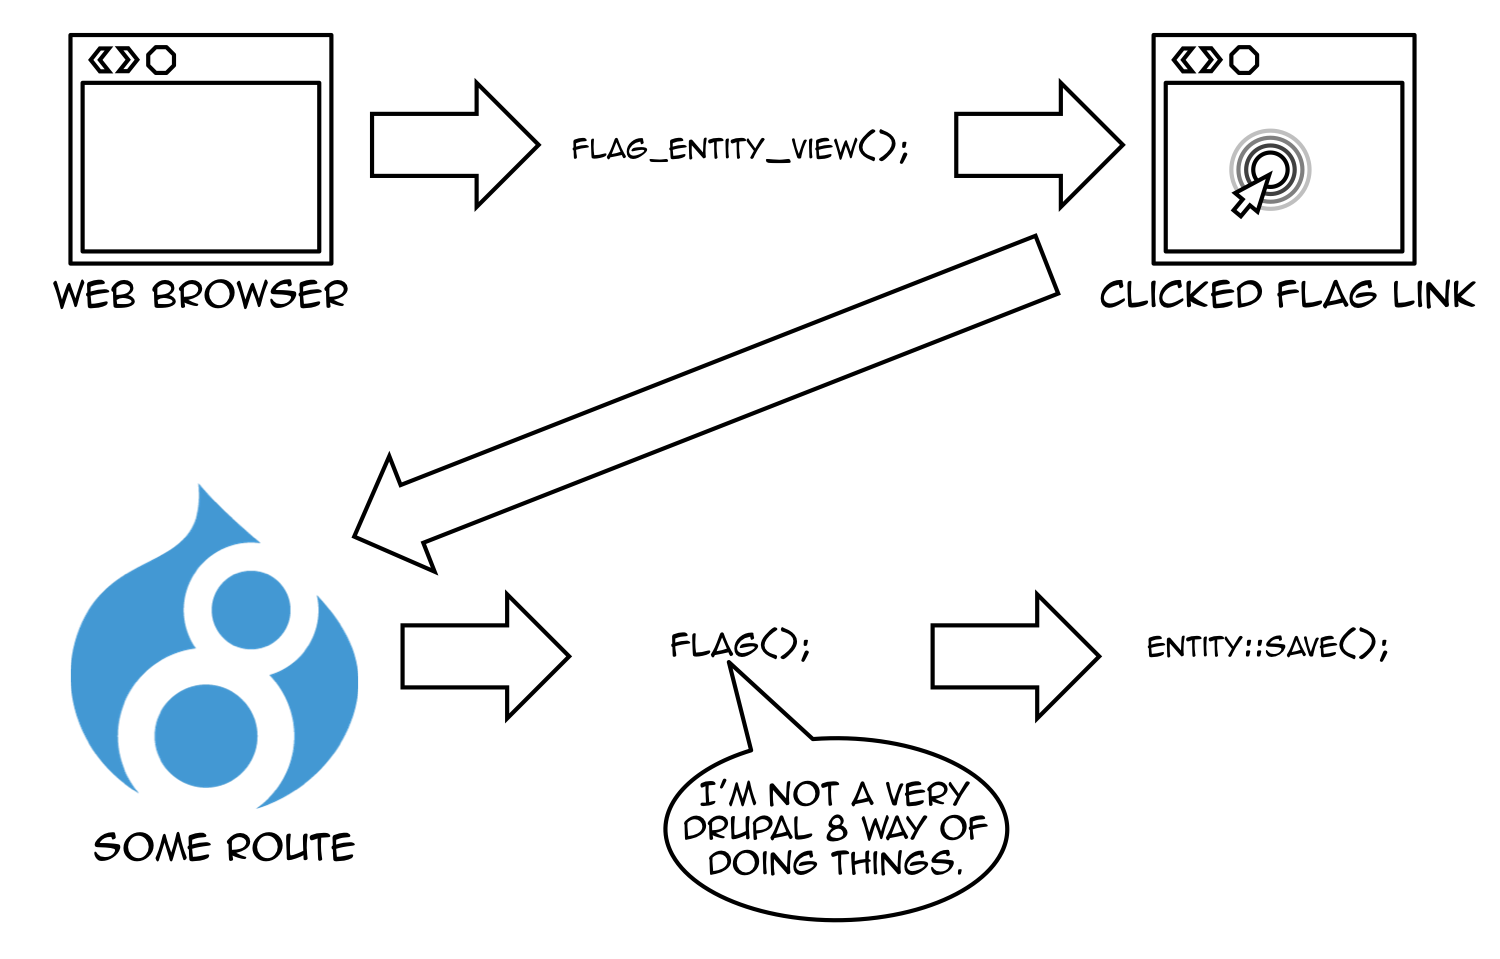 FLAG_ENTITY_VIEW();
WEB BROWSER
CLICKED FLAG LINK
8
SOME ROUTE
FLAG();
ENTITY::SAVE();
I'M NOT A VERY
DRUPAL 8 WAY OF
DOING THINGS.